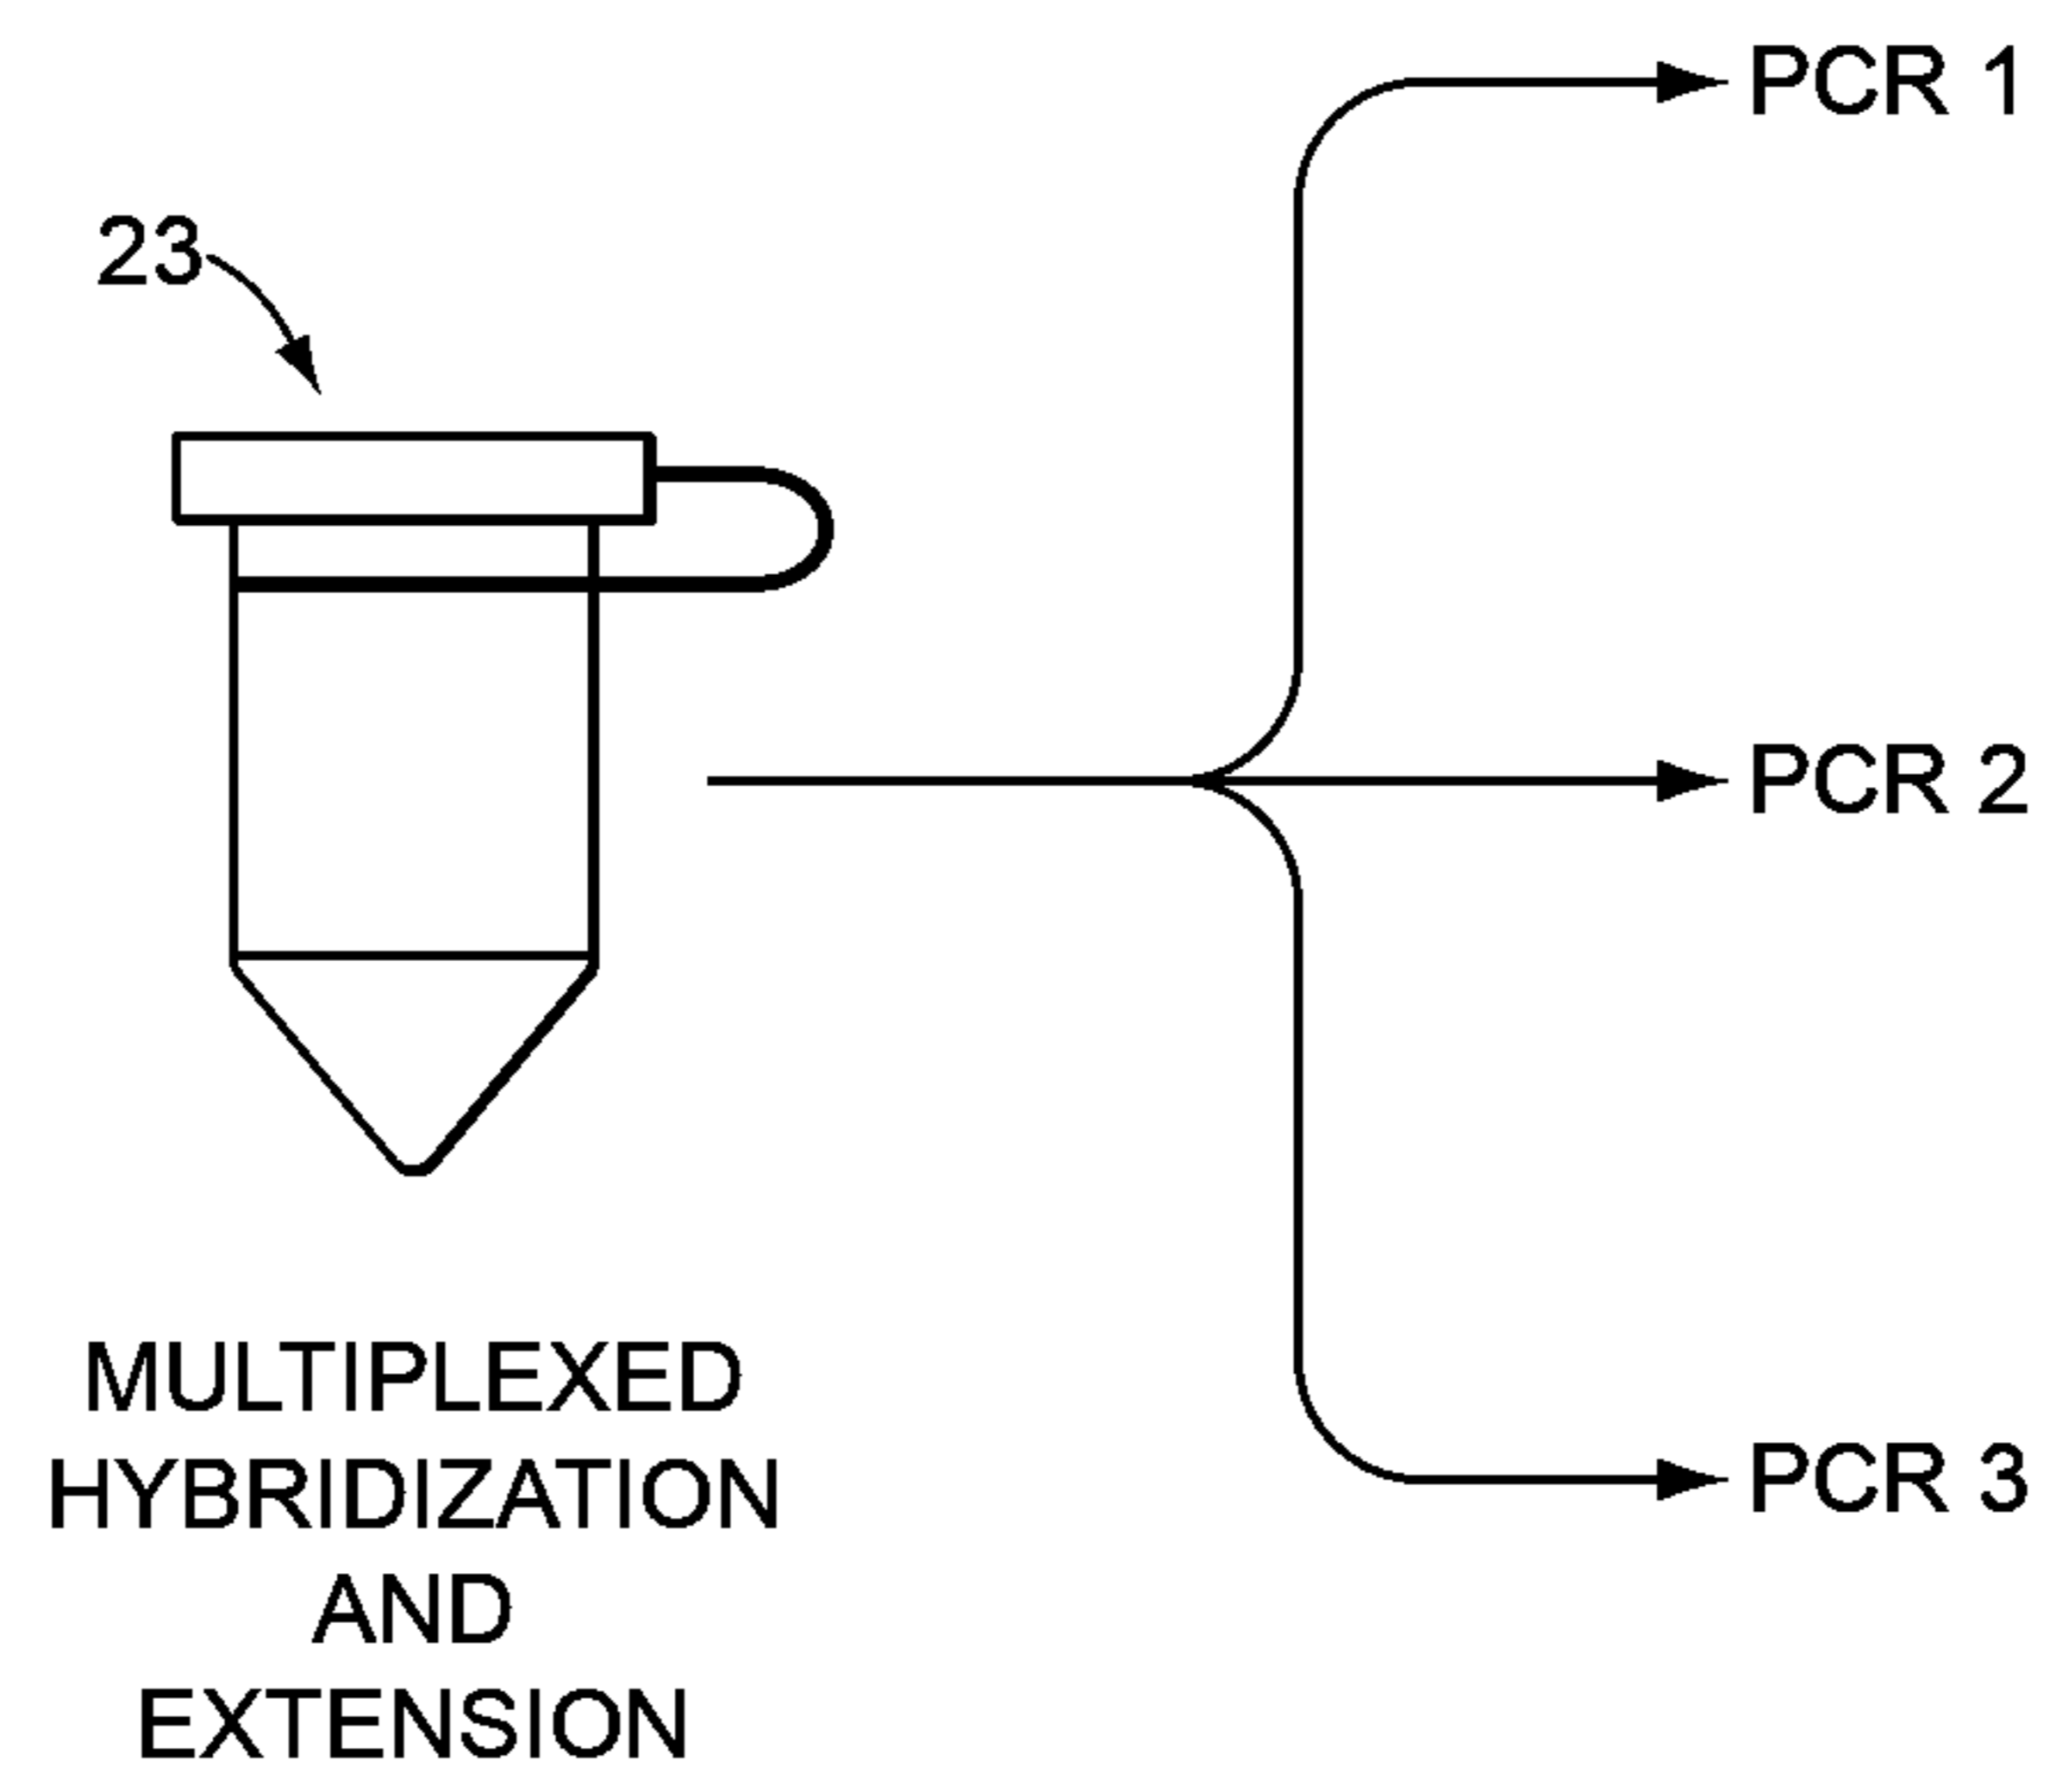 PCR 1
23
PCR 2
MULTIPLEXED
HYBRIDIZATION
AND
EXTENSION
PCR 3